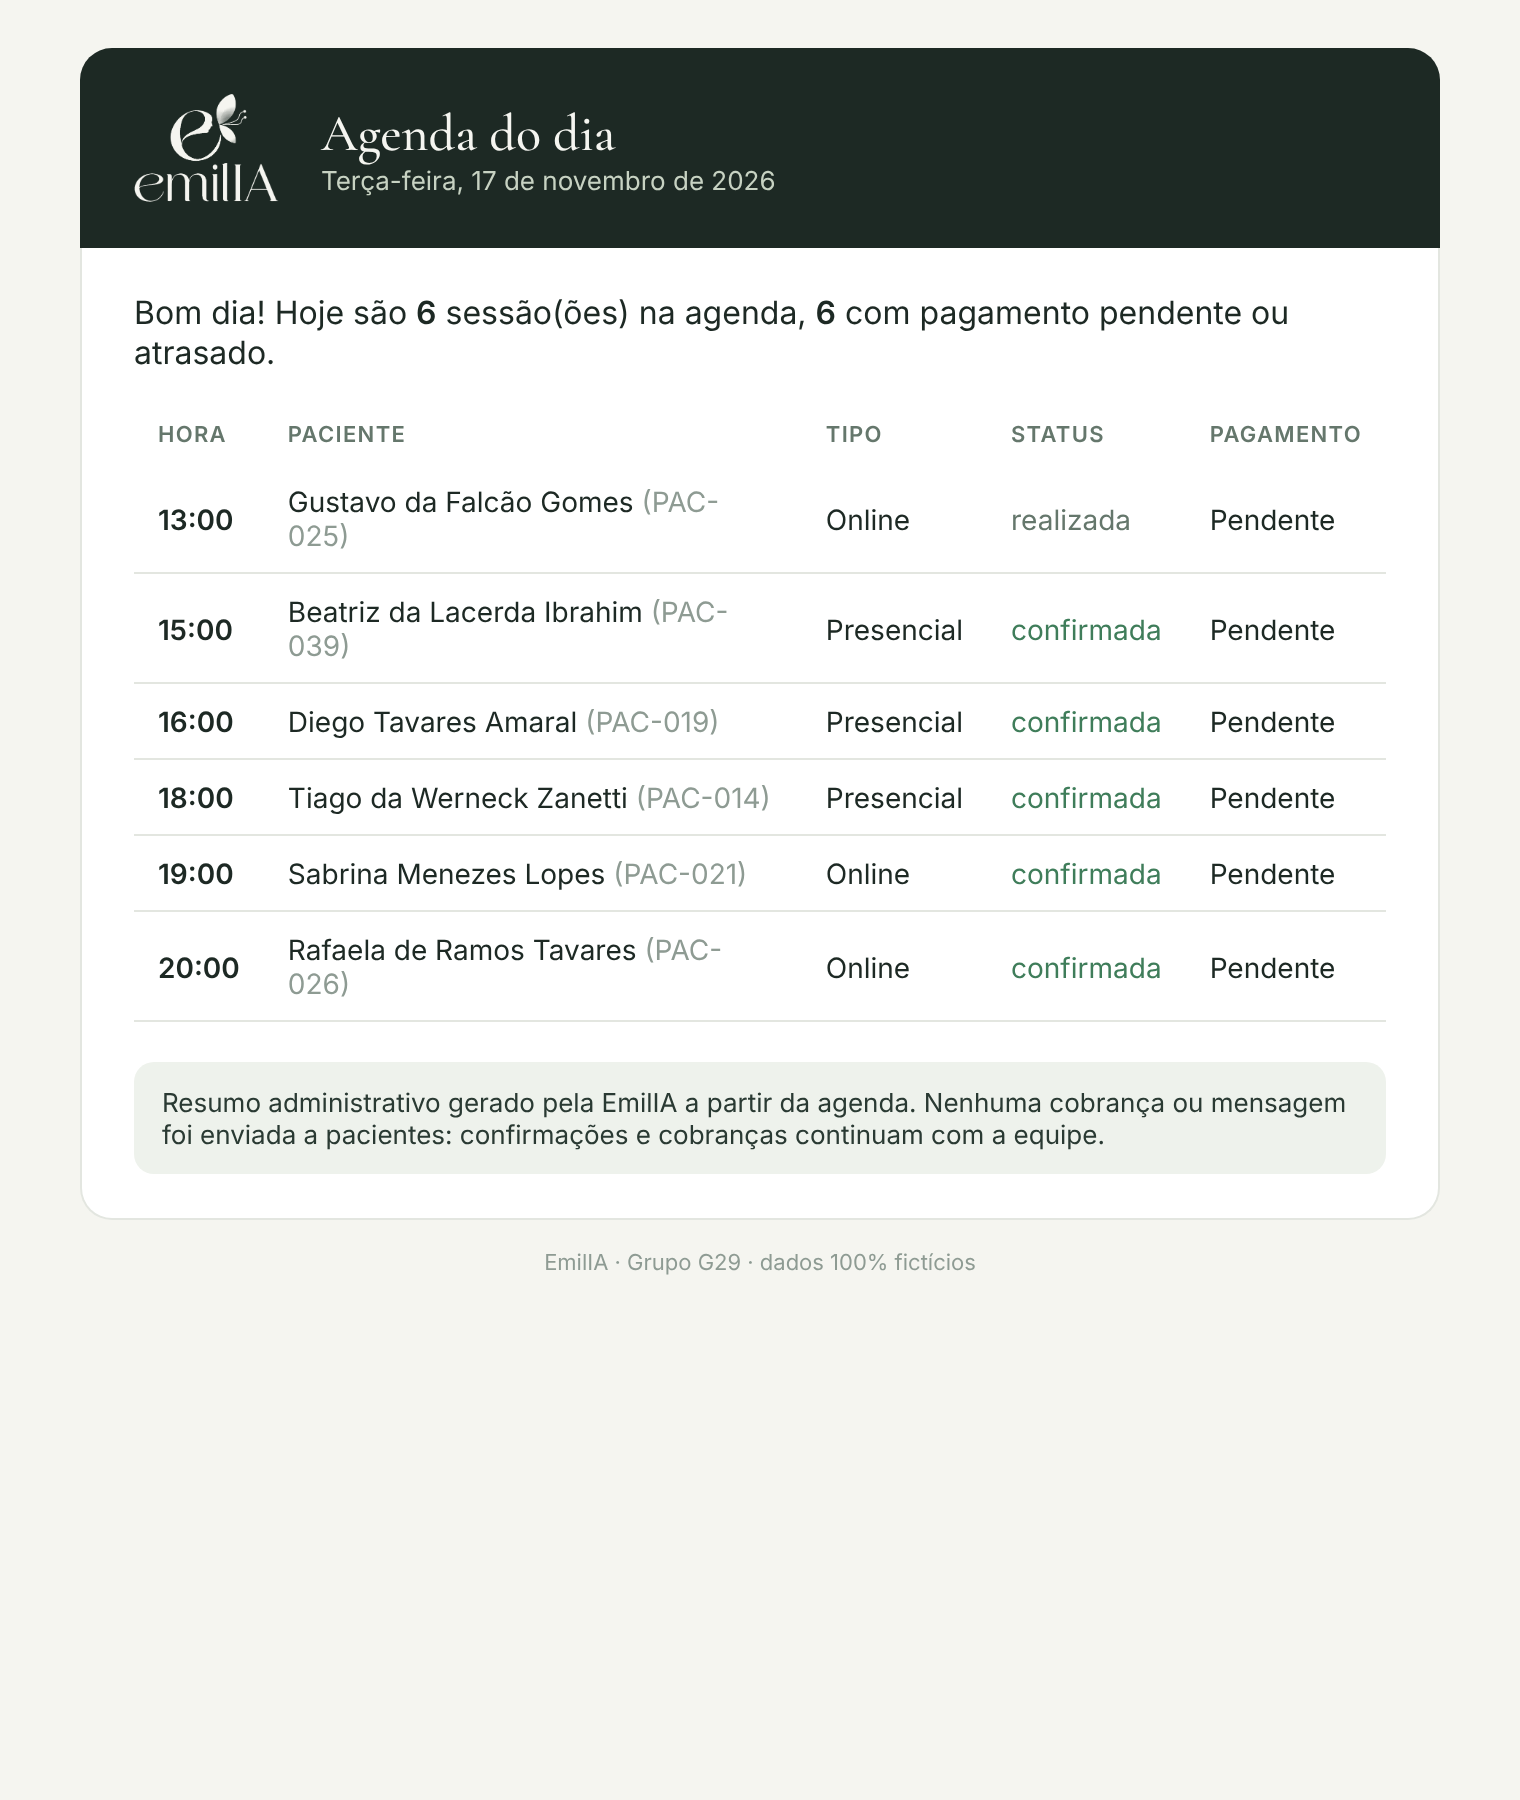 e
emilIA
Agenda do dia
Terça-feira, 17 de novembro de 2026
Bom dia! Hoje são 6 sessão(ões) na agenda, 6 com pagamento pendente ou
atrasado.
HORA PACIENTE TIPO STATUS PAGAMENTO
13:00 Gustavo da Falcão Gomes (PAC-
025) Online realizada Pendente
15:00 Beatriz da Lacerda Ibrahim (PAC-
039) Presencial confirmada Pendente
16:00 Diego Tavares Amaral (PAC-019) Presencial confirmada Pendente
18:00 Tiago da Werneck Zanetti (PAC-014) Presencial confirmada Pendente
19:00 Sabrina Menezes Lopes (PAC-021) Online confirmada Pendente
20:00 Rafaela de Ramos Tavares (PAC-
026) Online confirmada Pendente
Resumo administrativo gerado pela EmilIA a partir da agenda. Nenhuma cobrança ou mensagem
foi enviada a pacientes: confirmações e cobranças continuam com a equipe.
EmilIA · Grupo G29 · dados 100% fictícios